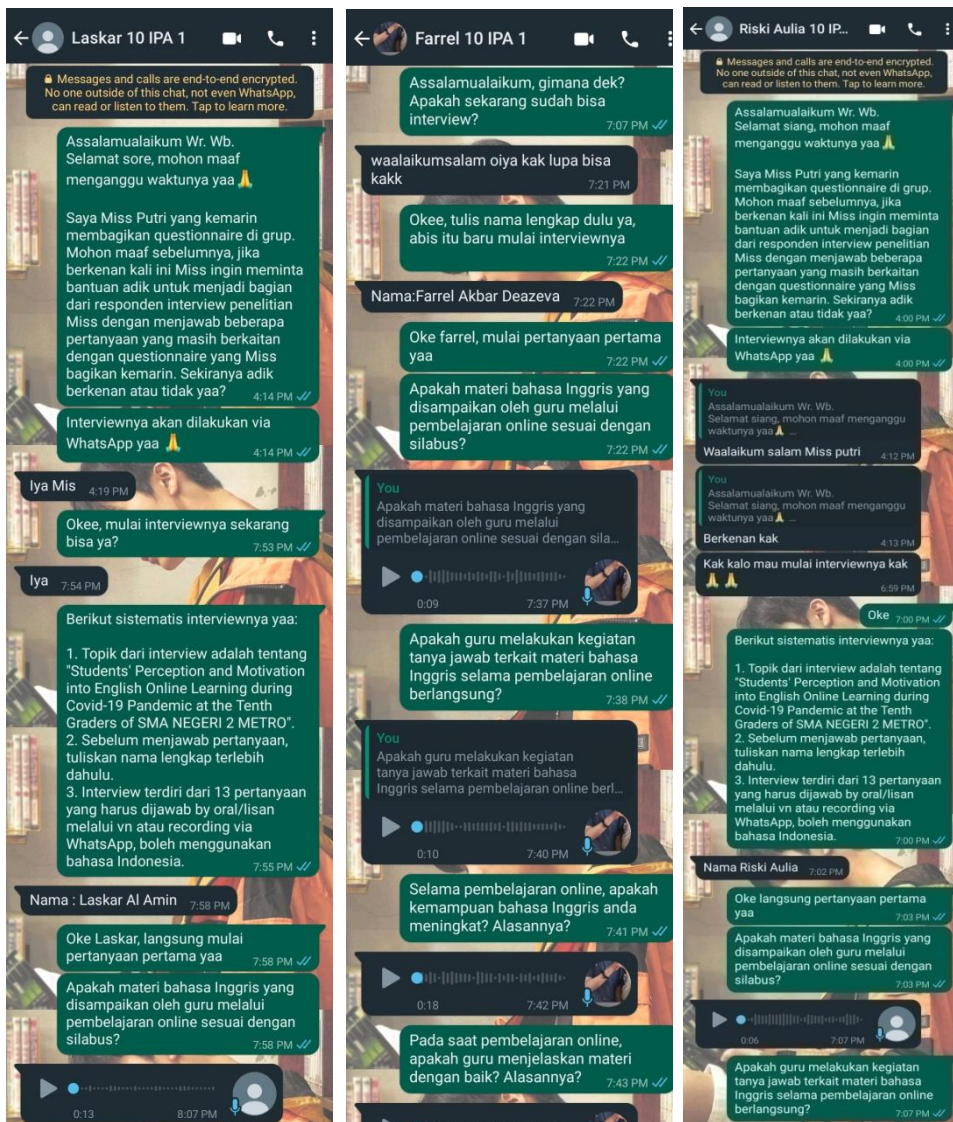 Laskar 10 IPA 1
Messages and calls are end-to-end encrypted.
No one outside of this chat, not even WhatsApp,
can read or listen to them. Tap to learn more.
Assalamualaikum Wr. Wb.
Selamat sore, mohon maaf
menganggu waktunya yaa 🙏
Saya Miss Putri yang kemarin
membagikan questionnaire di grup.
Mohon maaf sebelumnya, jika
berkenan kali ini Miss ingin meminta
bantuan adik untuk menjadi bagian
dari responden interview penelitian
Miss dengan menjawab beberapa
pertanyaan yang masih berkaitan
dengan questionnaire yang Miss
bagikan kemarin. Sekiranya adik
berkenan atau tidak yaa? 4:14 PM
Interviewnya akan dilakukan via
WhatsApp yaa 🙏 4:14 PM
Iya Mis 4:19 PM
Okee, mulai interviewnya sekarang
bisa ya? 7:53 PM
Iya 7:54 PM
Berikut sistematis interviewnya yaa:
1. Topik dari interview adalah tentang
"Students' Perception and Motivation
into English Online Learning during
Covid-19 Pandemic at the Tenth
Graders of SMA NEGERI 2 METRO".
2. Sebelum menjawab pertanyaan,
tuliskan nama lengkap terlebih
dahulu.
3. Interview terdiri dari 13 pertanyaan
yang harus dijawab by oral/lisan
melalui vn atau recording via
WhatsApp, boleh menggunakan
bahasa Indonesia. 7:55 PM
Nama : Laskar Al Amin 7:58 PM
Oke Laskar, langsung mulai
pertanyaan pertama yaa 7:58 PM
Apakah materi bahasa Inggris yang
disampaikan oleh guru melalui
pembelajaran online sesuai dengan
silabus? 7:58 PM
0:13 8:07 PM
Farrel 10 IPA 1
Assalamualaikum, gimana dek?
Apakah sekarang sudah bisa
interview? 7:07 PM
waalaikumsalam oiya kak lupa bisa
kakk 7:21 PM
Okee, tulis nama lengkap dulu ya,
abis itu baru mulai interviewnya
7:22 PM
Nama:Farrel Akbar Deazeva 7:22 PM
Oke farrel, mulai pertanyaan pertama
yaa 7:22 PM
Apakah materi bahasa Inggris yang
disampaikan oleh guru melalui
pembelajaran online sesuai dengan
silabus? 7:22 PM
You
Apakah materi bahasa Inggris yang
disampaikan oleh guru melalui
pembelajaran online sesuai dengan sila...
0:09 7:37 PM
Apakah guru melakukan kegiatan
tanya jawab terkait materi bahasa
Inggris selama pembelajaran online
berlangsung? 7:38 PM
You
Apakah guru melakukan kegiatan
tanya jawab terkait materi bahasa
Inggris selama pembelajaran online berl...
0:10 7:40 PM
Selama pembelajaran online, apakah
kemampuan bahasa Inggris anda
meningkat? Alasannya? 7:41 PM
0:18 7:42 PM
Pada saat pembelajaran online,
apakah guru menjelaskan materi
dengan baik? Alasannya? 7:43 PM
Riski Aulia 10 IP...
Messages and calls are end-to-end encrypted.
No one outside of this chat, not even WhatsApp,
can read or listen to them. Tap to learn more.
Assalamualaikum Wr. Wb.
Selamat siang, mohon maaf
menganggu waktunya yaa 🙏
Saya Miss Putri yang kemarin
membagikan questionnaire di grup.
Mohon maaf sebelumnya, jika
berkenan kali ini Miss ingin meminta
bantuan adik untuk menjadi bagian
dari responden interview penelitian
Miss dengan menjawab beberapa
pertanyaan yang masih berkaitan
dengan questionnaire yang Miss
bagikan kemarin. Sekiranya adik
berkenan atau tidak yaa? 4:00 PM
Interviewnya akan dilakukan via
WhatsApp yaa 🙏 4:00 PM
You
Assalamualaikum Wr. Wb.
Selamat siang, mohon maaf menganggu
waktunya yaa🙏 ...
Waalaikum salam Miss putri 4:12 PM
You
Assalamualaikum Wr. Wb.
Selamat siang, mohon maaf menganggu
waktunya yaa🙏 ...
Berkenan kak 4:13 PM
Kak kalo mau mulai interviewnya kak
🙏🙏 6:59 PM
Oke 7:00 PM
Berikut sistematis interviewnya yaa:
1. Topik dari interview adalah tentang
"Students' Perception and Motivation
into English Online Learning during
Covid-19 Pandemic at the Tenth
Graders of SMA NEGERI 2 METRO".
2. Sebelum menjawab pertanyaan,
tuliskan nama lengkap terlebih
dahulu.
3. Interview terdiri dari 13 pertanyaan
yang harus dijawab by oral/lisan
melalui vn atau recording via
WhatsApp, boleh menggunakan
bahasa Indonesia. 7:00 PM
Nama Riski Aulia 7:02 PM
Oke langsung pertanyaan pertama
yaa 7:03 PM
Apakah materi bahasa Inggris yang
disampaikan oleh guru melalui
pembelajaran online sesuai dengan
silabus? 7:03 PM
0:06 7:07 PM
Apakah guru melakukan kegiatan
tanya jawab terkait materi bahasa
Inggris selama pembelajaran online
berlangsung? 7:07 PM